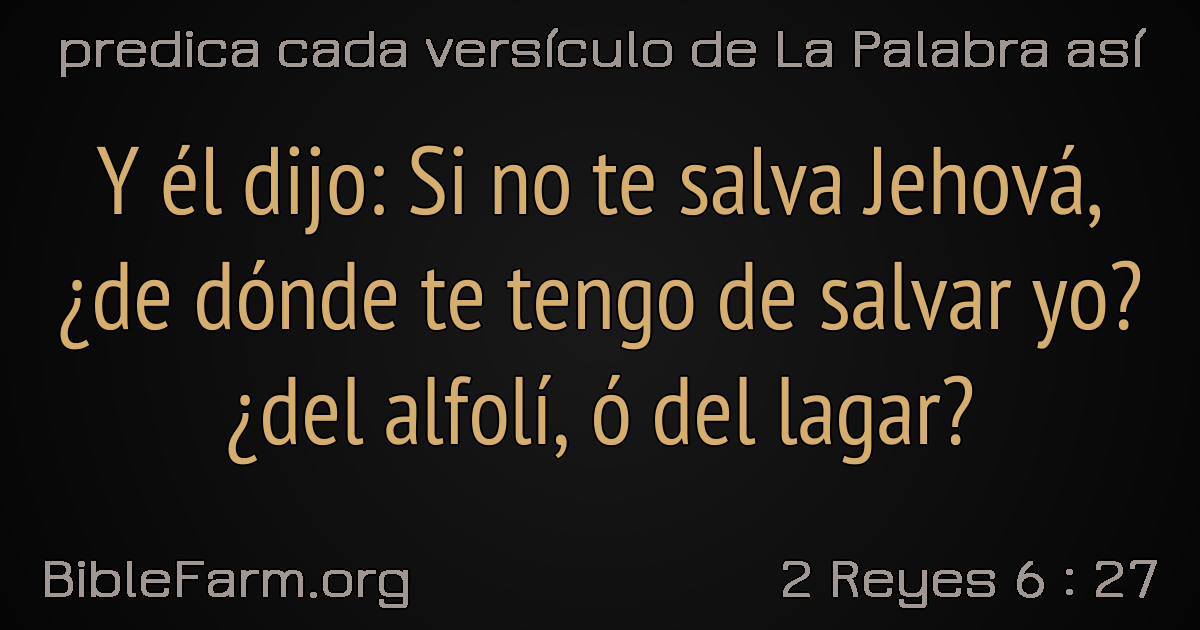 predica cada versículo de La Palabra así
Y él dijo: Si no te salva Jehová,
¿de dónde te tengo de salvar yo?
¿del alfolí, ó del lagar?
BibleFarm.org
2 Reyes 6 : 27